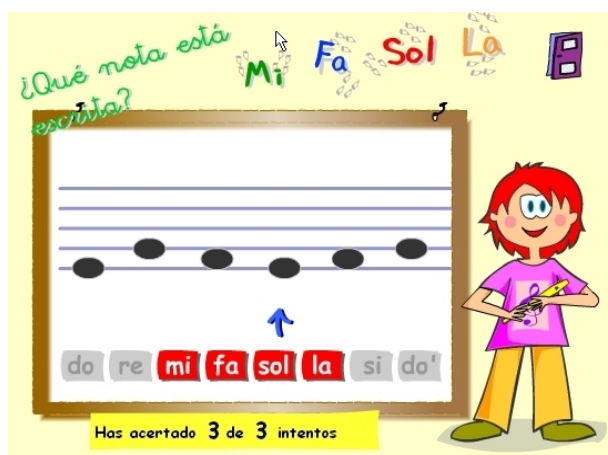 ¿Qué nota está
escrita?
Mi Fa Sol La
do re mi fa sol la si do'
Has acertado 3 de 3 intentos